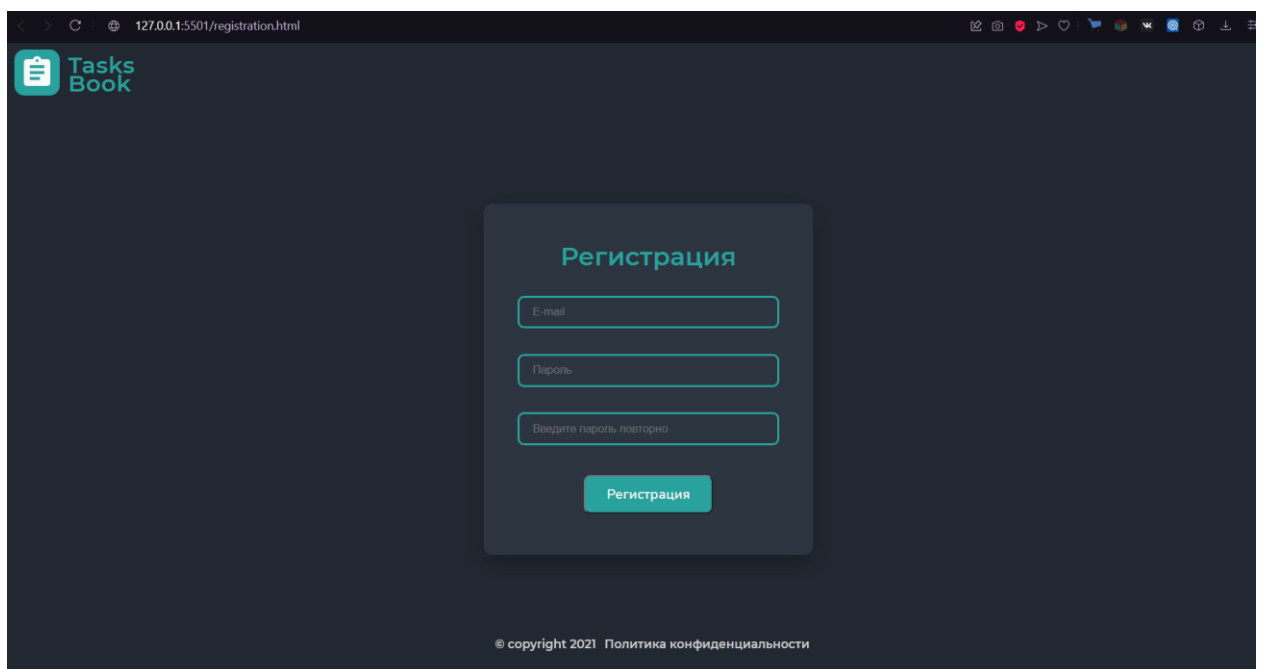 127.0.0.1:5501/registration.html
Tasks
Book
Регистрация
E-mail
Пароль
Введите пароль повторно
Регистрация
© copyright 2021 Политика конфиденциальности